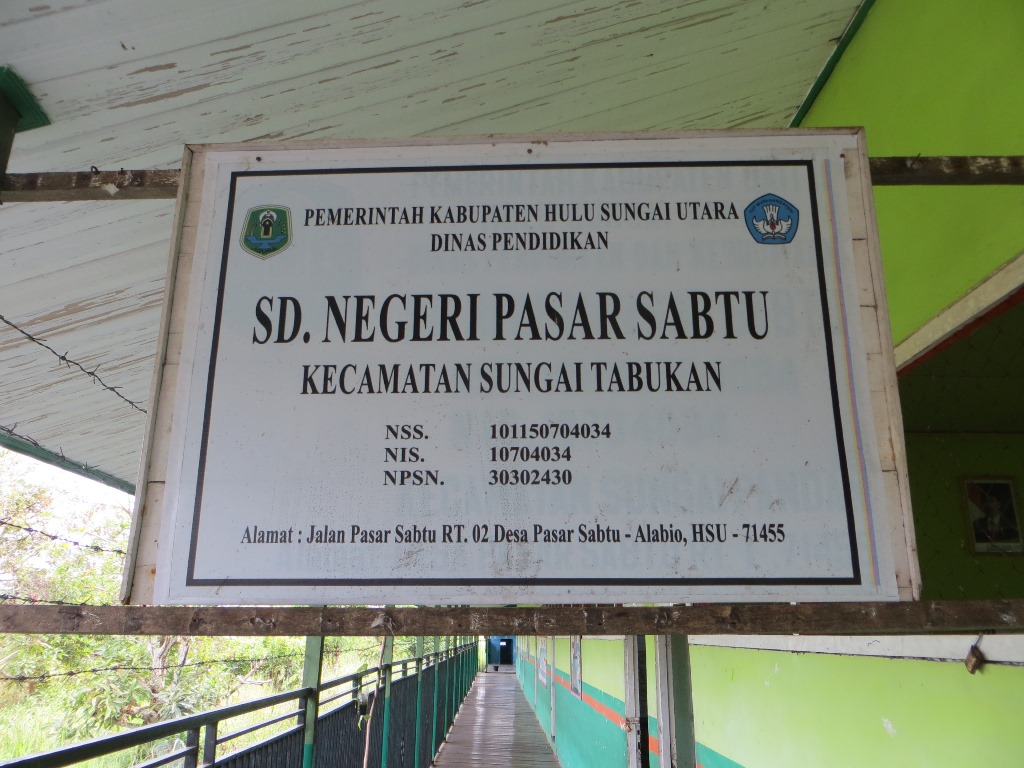 PEMERINTAH KABUPATEN HULU SUNGAI UTARA
DINAS PENDIDIKAN
SD. NEGERI PASAR SABTU
KECAMATAN SUNGAI TABUKAN
NSS. 101150704034
NIS. 10704034
NPSN. 30302430
Alamat : Jalan Pasar Sabtu RT. 02 Desa Pasar Sabtu - Alabio, HSU - 71455